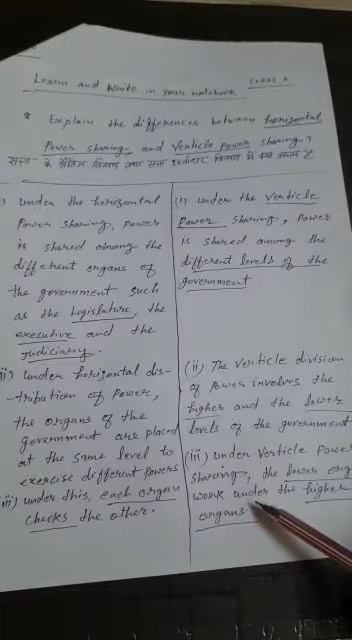 Learn and Write in your notebook class X
* Explain the differences between horizontal
Power sharing and Verticle power sharing?
सत्ता के क्षैतिज वितरण तथा सत्ता उर्ध्वाधर वितरण में क्या अन्तर है
i) under the horizontal
Power sharing, Power
is shared among the
different organs of
the government such
as the legislature, the
executive and the
Judiciary.
ii) under horizontal dis-
-tribution of Power,
the organs of the
government are placed
at the same level to
exercise different Powers
(iii) under this, each organ
checks the other.
(i) under the verticle
Power sharing, Power
is shared among the
different levels of the
government.
(ii) The Verticle division
of Power involves the
higher and the lower
levels of the government
(iii) under Verticle Power
sharing, the lower org
work under the higher
organs.